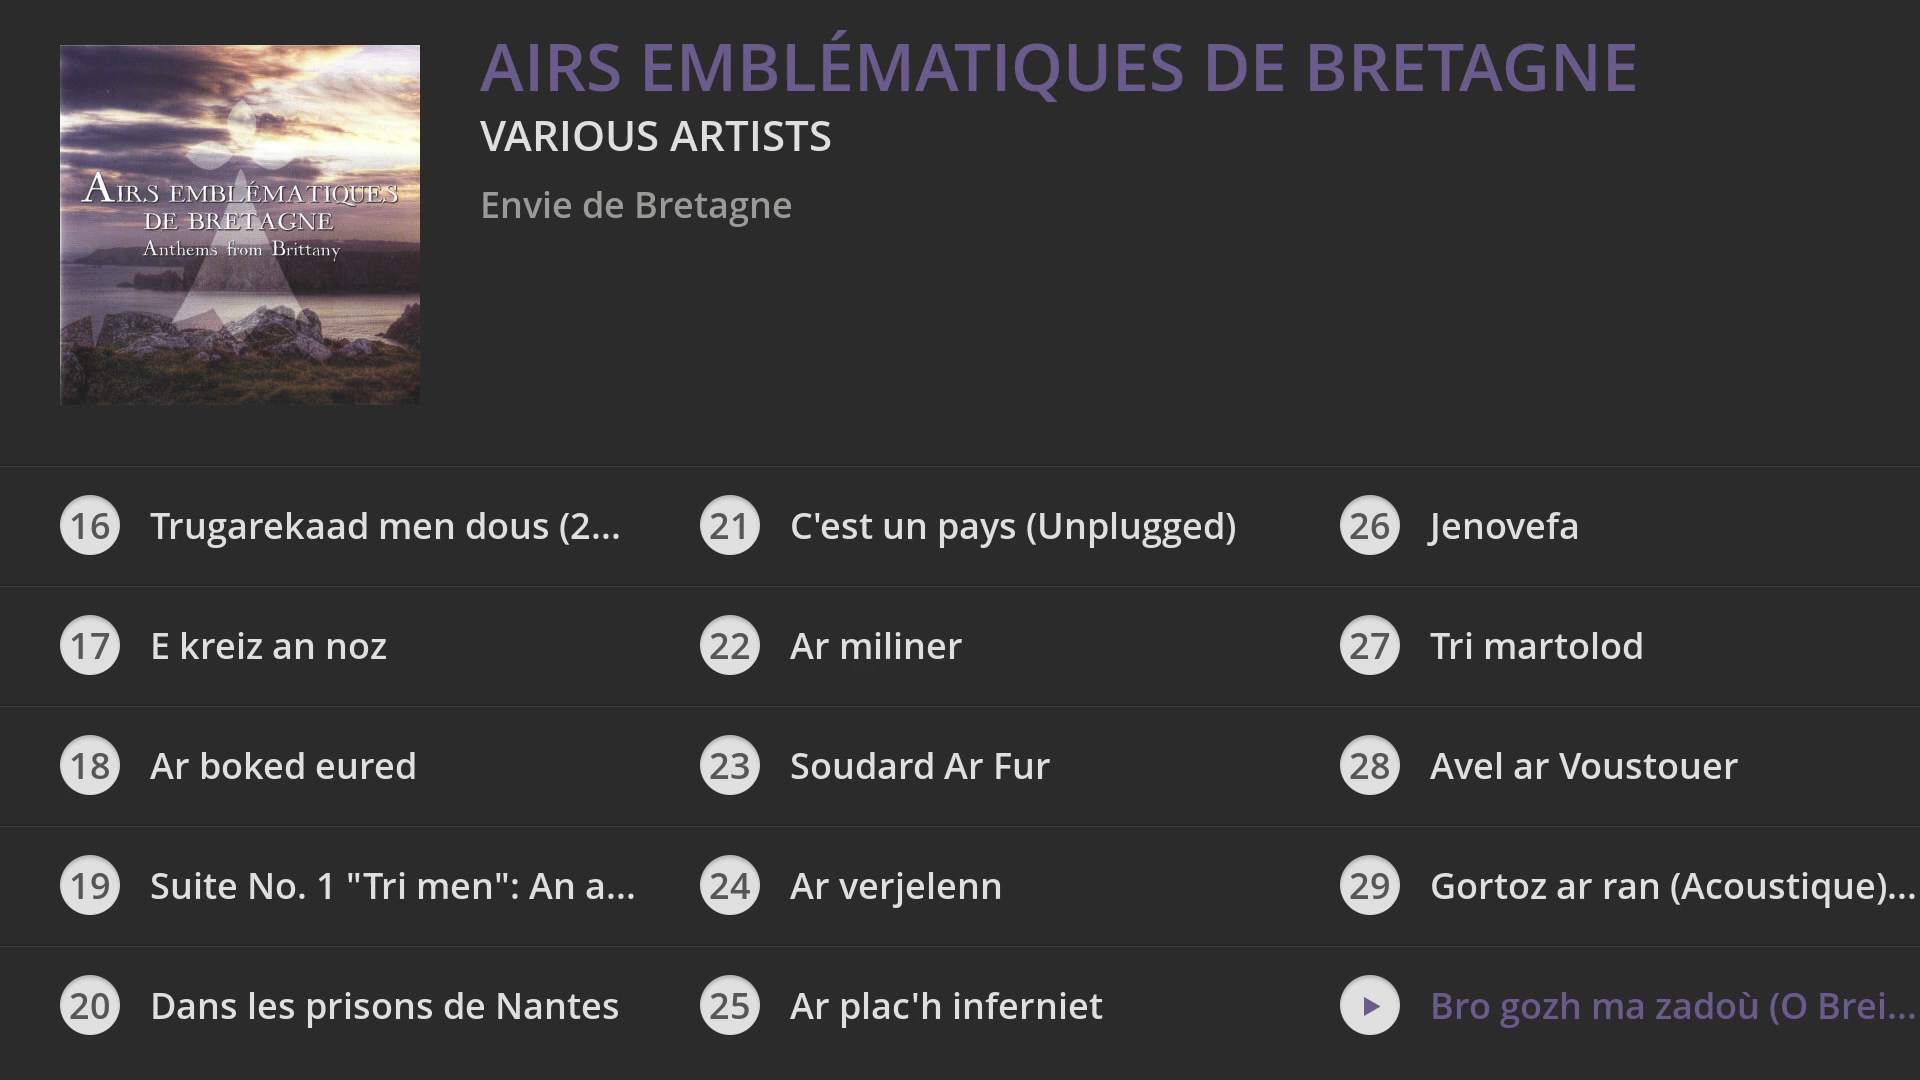 AIRS EMBLÉMATIQUES
DE BRETAGNE
Anthems from Brittany
AIRS EMBLÉMATIQUES DE BRETAGNE
VARIOUS ARTISTS
Envie de Bretagne
16 Trugarekaad men dous (2...
17 E kreiz an noz
18 Ar boked eured
19 Suite No. 1 "Tri men": An a...
20 Dans les prisons de Nantes
21 C'est un pays (Unplugged)
22 Ar miliner
23 Soudard Ar Fur
24 Ar verjelenn
25 Ar plac'h inferniet
26 Jenovefa
27 Tri martolod
28 Avel ar Voustouer
29 Gortoz ar ran (Acoustique)...
Bro gozh ma zadoù (O Brei...